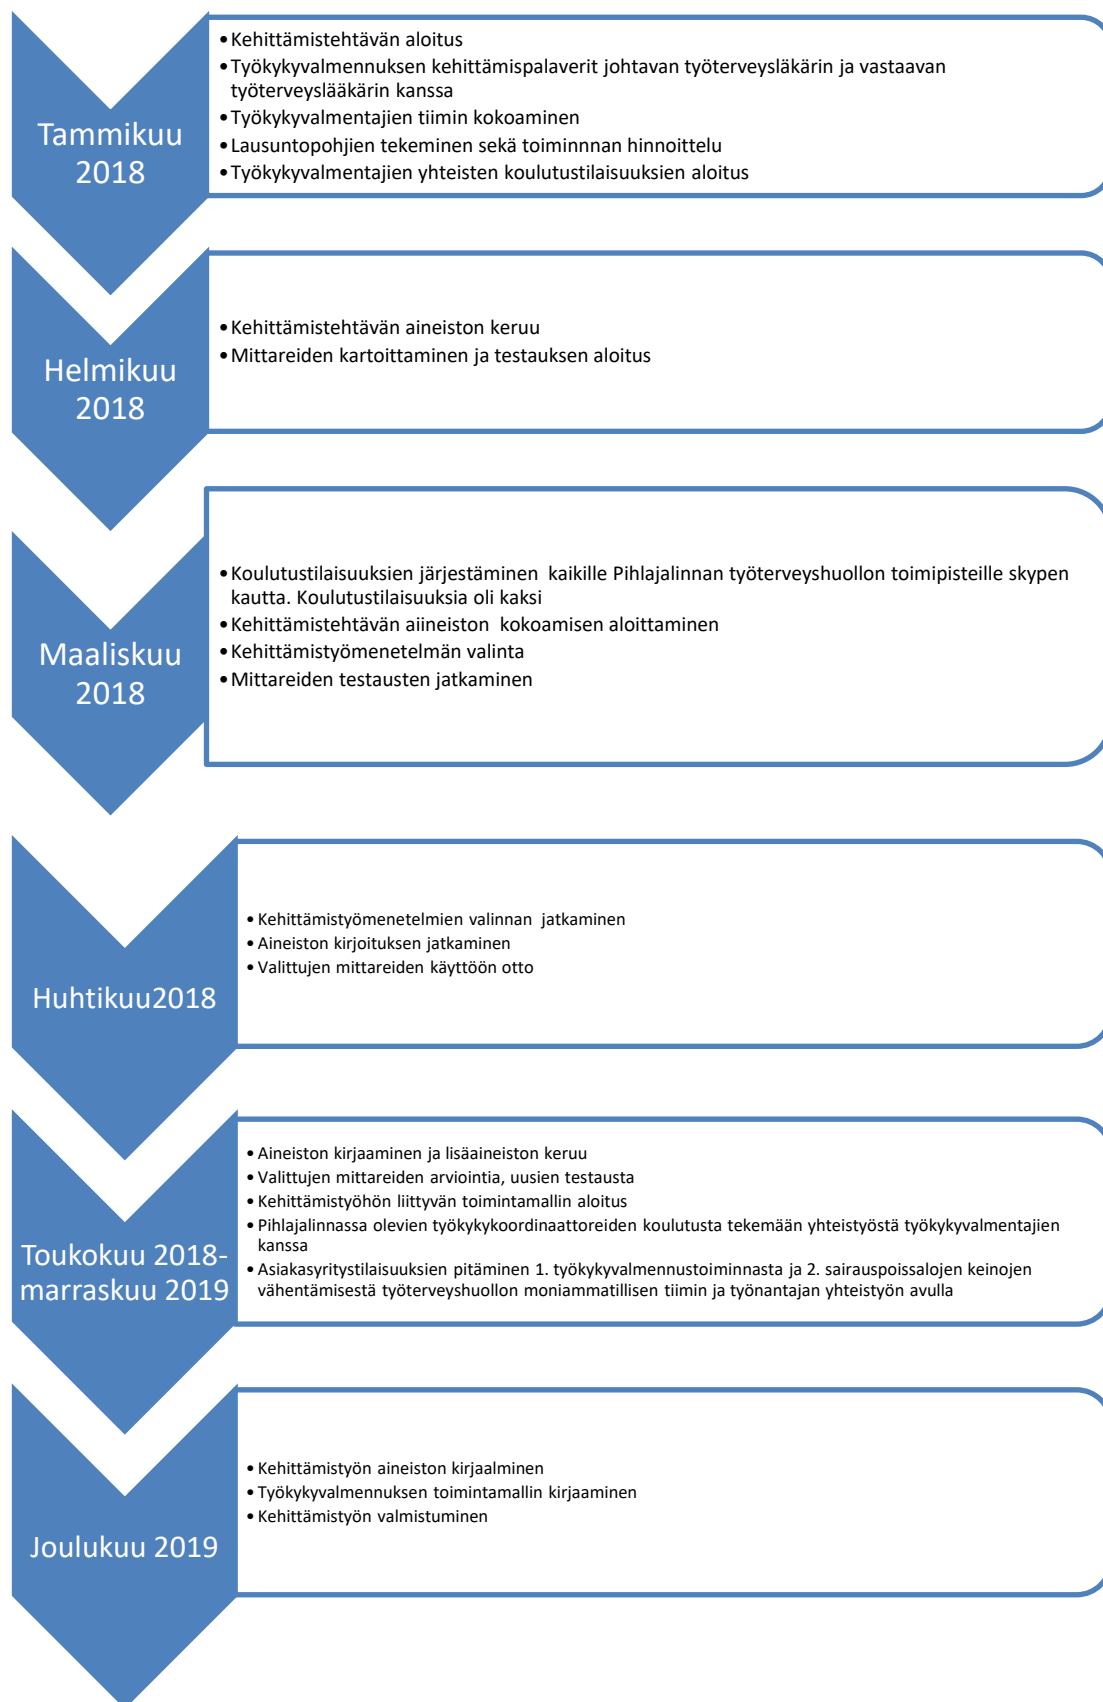 Tammikuu
2018
•Kehittämistehtävän aloitus
•Työkykyvalmennuksen kehittämispalaverit johtavan työterveysläkärin ja vastaavan
työterveyslääkärin kanssa
•Työkykyvalmentajien tiimin kokoaminen
•Lausuntopohjien tekeminen sekä toiminnnan hinnoittelu
•Työkykyvalmentajien yhteisten koulutustilaisuuksien aloitus
Helmikuu
2018
•Kehittämistehtävän aineiston keruu
•Mittareiden kartoittaminen ja testauksen aloitus
Maaliskuu
2018
•Koulutustilaisuuksien järjestäminen kaikille Pihlajalinnan työterveyshuollon toimipisteille skypen
kautta. Koulutustilaisuuksia oli kaksi
•Kehittämistehtävän aiineiston kokoamisen aloittaminen
•Kehittämistyömenetelmän valinta
•Mittareiden testausten jatkaminen
Huhtikuu2018
•Kehittämistyömenetelmien valinnan jatkaminen
•Aineiston kirjoituksen jatkaminen
•Valittujen mittareiden käyttöön otto
Toukokuu 2018-
marraskuu 2019
•Aineiston kirjaaminen ja lisäaineiston keruu
•Valittujen mittareiden arviointia, uusien testausta
•Kehittämistyöhön liittyvän toimintamallin aloitus
•Pihlajalinnassa olevien työkykykoordinaattoreiden koulutusta tekemään yhteistyöstä työkykyvalmentajien
kanssa
•Asiakasyritystilaisuuksien pitäminen 1. työkykyvalmennustoiminnasta ja 2. sairauspoissalojen keinojen
vähentämisestä työterveyshuollon moniammatillisen tiimin ja työnantajan yhteistyön avulla
Joulukuu 2019
•Kehittämistyön aineiston kirjaalminen
•Työkykyvalmennuksen toimintamallin kirjaaminen
•Kehittämistyön valmistuminen